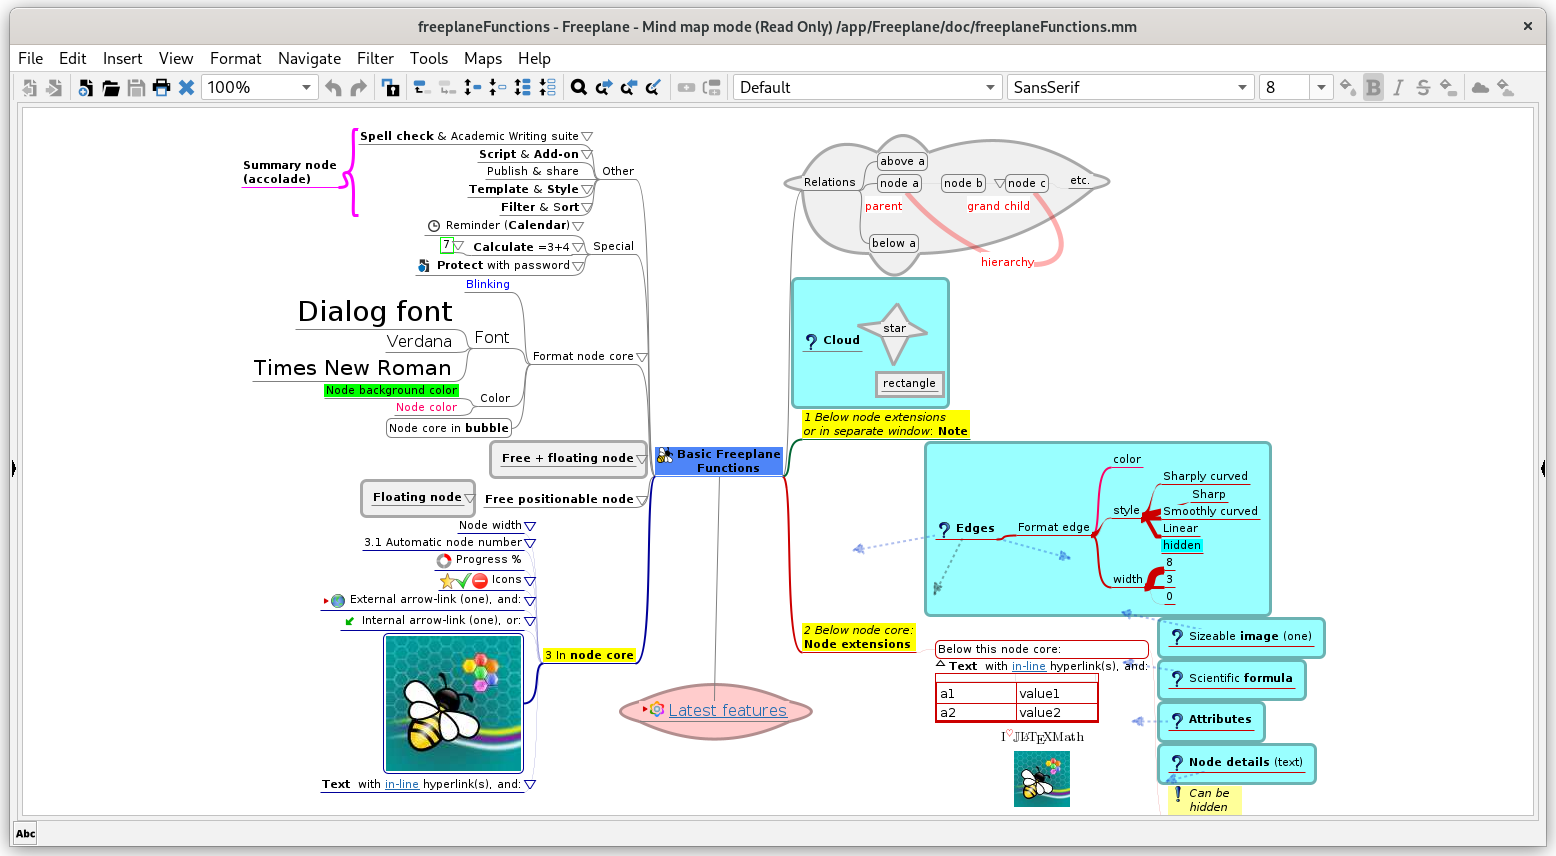 freeplaneFunctions - Freeplane - Mind map mode (Read Only) /app/Freeplane/doc/freeplaneFunctions.mm
File Edit Insert View Format Navigate Filter Tools Maps Help
100%
Default
SansSerif
8
B I S
Spell check & Academic Writing suite
Summary node
(accolade)
Script & Add-on
Publish & share
Other
Template & Style
Filter & Sort
Reminder (Calendar)
7
Calculate =3+4
Special
Protect with password
Blinking
Dialog font
Verdana
Font
Times New Roman
Format node core
Node background color
Color
Node color
Node core in bubble
Free + floating node
Floating node
Free positionable node
Basic Freeplane
Functions
Node width
3.1 Automatic node number
Progress %
Icons
External arrow-link (one), and:
Internal arrow-link (one), or:
3 In node core
Text with in-line hyperlink(s), and:
Latest features
above a
Relations
node a
node b
node c
etc.
parent
grand child
below a
hierarchy
star
Cloud
rectangle
1 Below node extensions
or in separate window: Note
color
Sharply curved
Sharp
style
Smoothly curved
Edges
Format edge
Linear
hidden
8
width
3
0
2 Below node core:
Node extensions
Below this node core:
Text with in-line hyperlink(s), and:
a1 value1
a2 value2
I♡JLATEXMath
Sizeable image (one)
Scientific formula
Attributes
Node details (text)
Can be
hidden
Abc